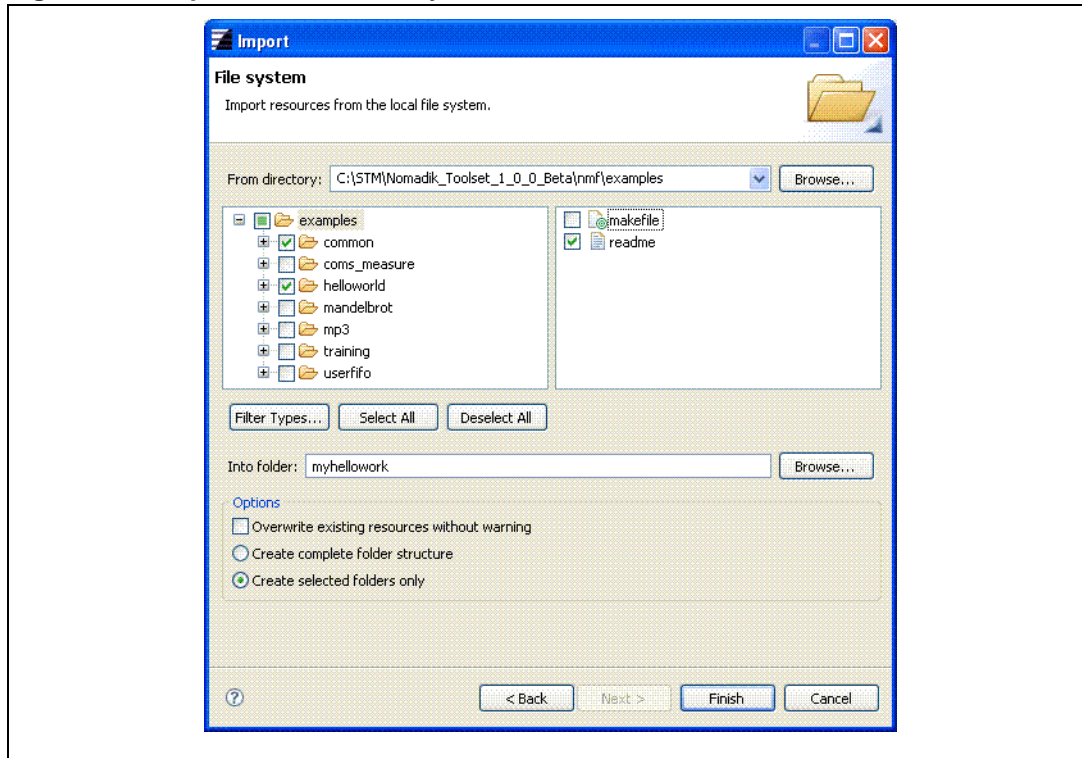 Import
File system
Import resources from the local file system.
From directory: C:\STM\Nomadik_Toolset_1_0_0_Beta\nmf\examples Browse...
examples
common
coms_measure
helloworld
mandelbrot
mp3
training
userfifo
makefile
readme
Filter Types... Select All Deselect All
Into folder: myhellowork Browse...
Options
Overwrite existing resources without warning
Create complete folder structure
Create selected folders only
? < Back Next > Finish Cancel